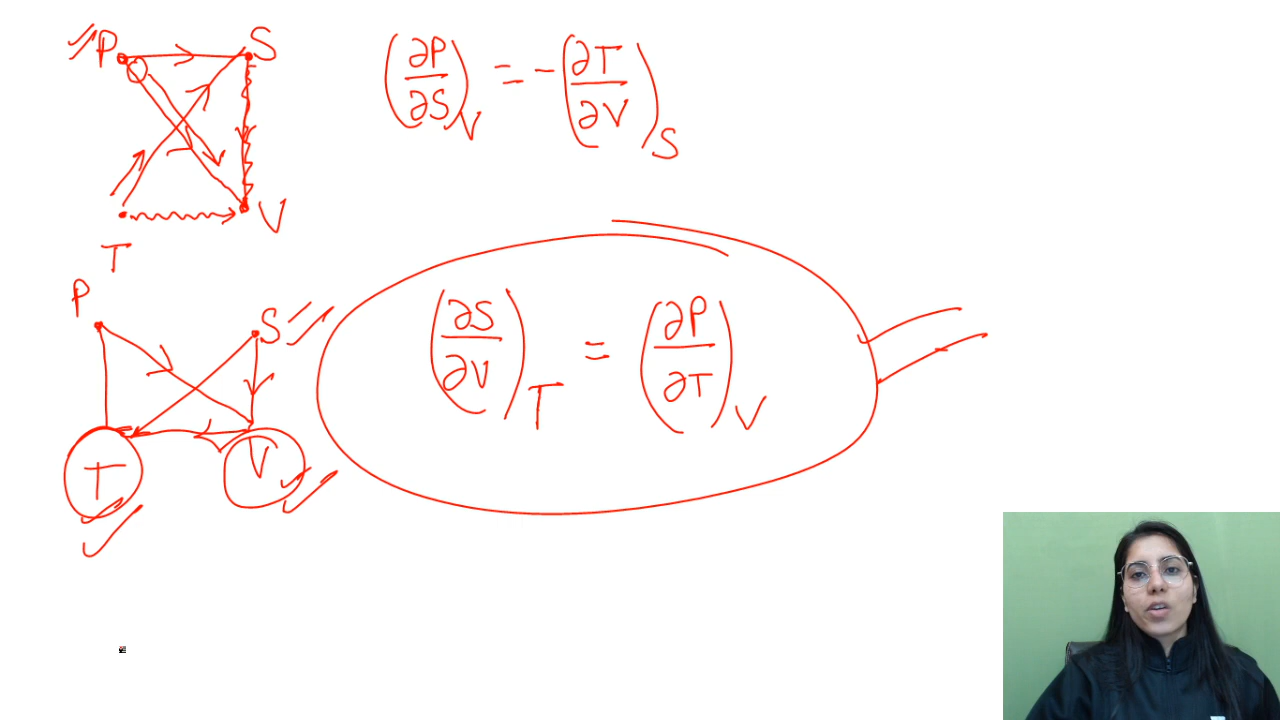 P S
(∂P/∂S)_V = -(∂T/∂V)_S
T V
P S
(∂S/∂V)_T = (∂P/∂T)_V
T V